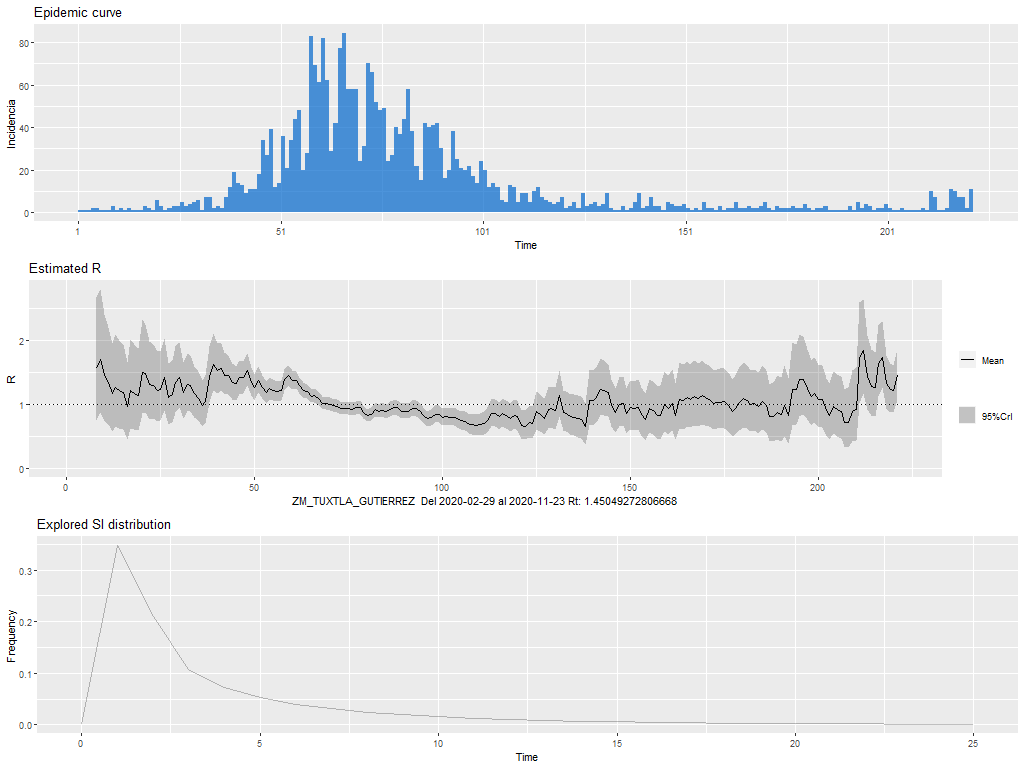 Epidemic curve
Incidencia
80
60
40
20
0
1 51 101 151 201
Time
Estimated R
R
2
1
0
Mean
95%CrI
0 50 100 150 200
ZM_TUXTLA_GUTIERREZ Del 2020-02-29 al 2020-11-23 Rt: 1.45049272806668
Explored SI distribution
Frequency
0.3
0.2
0.1
0.0
0 5 10 15 20 25
Time